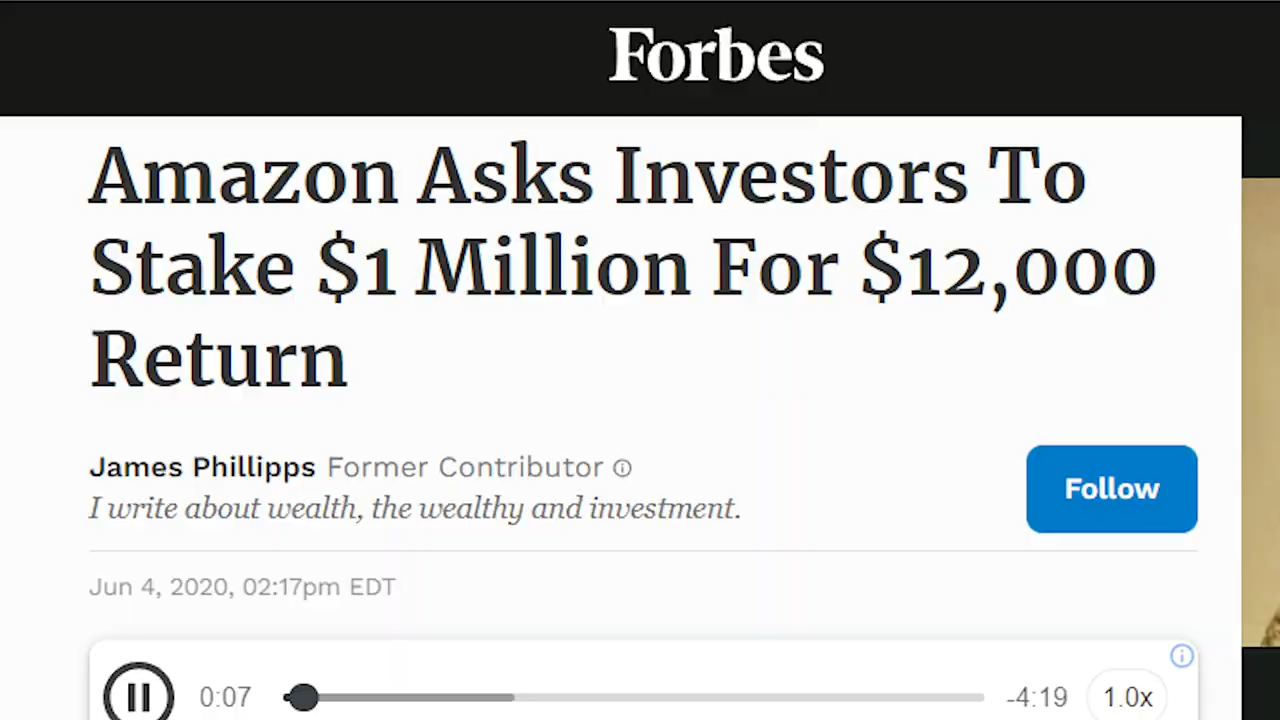 Forbes
Amazon Asks Investors To
Stake $1 Million For $12,000
Return
James Phillipps Former Contributor
I write about wealth, the wealthy and investment.
Follow
Jun 4, 2020, 02:17pm EDT
0:07
-4:19
1.0x